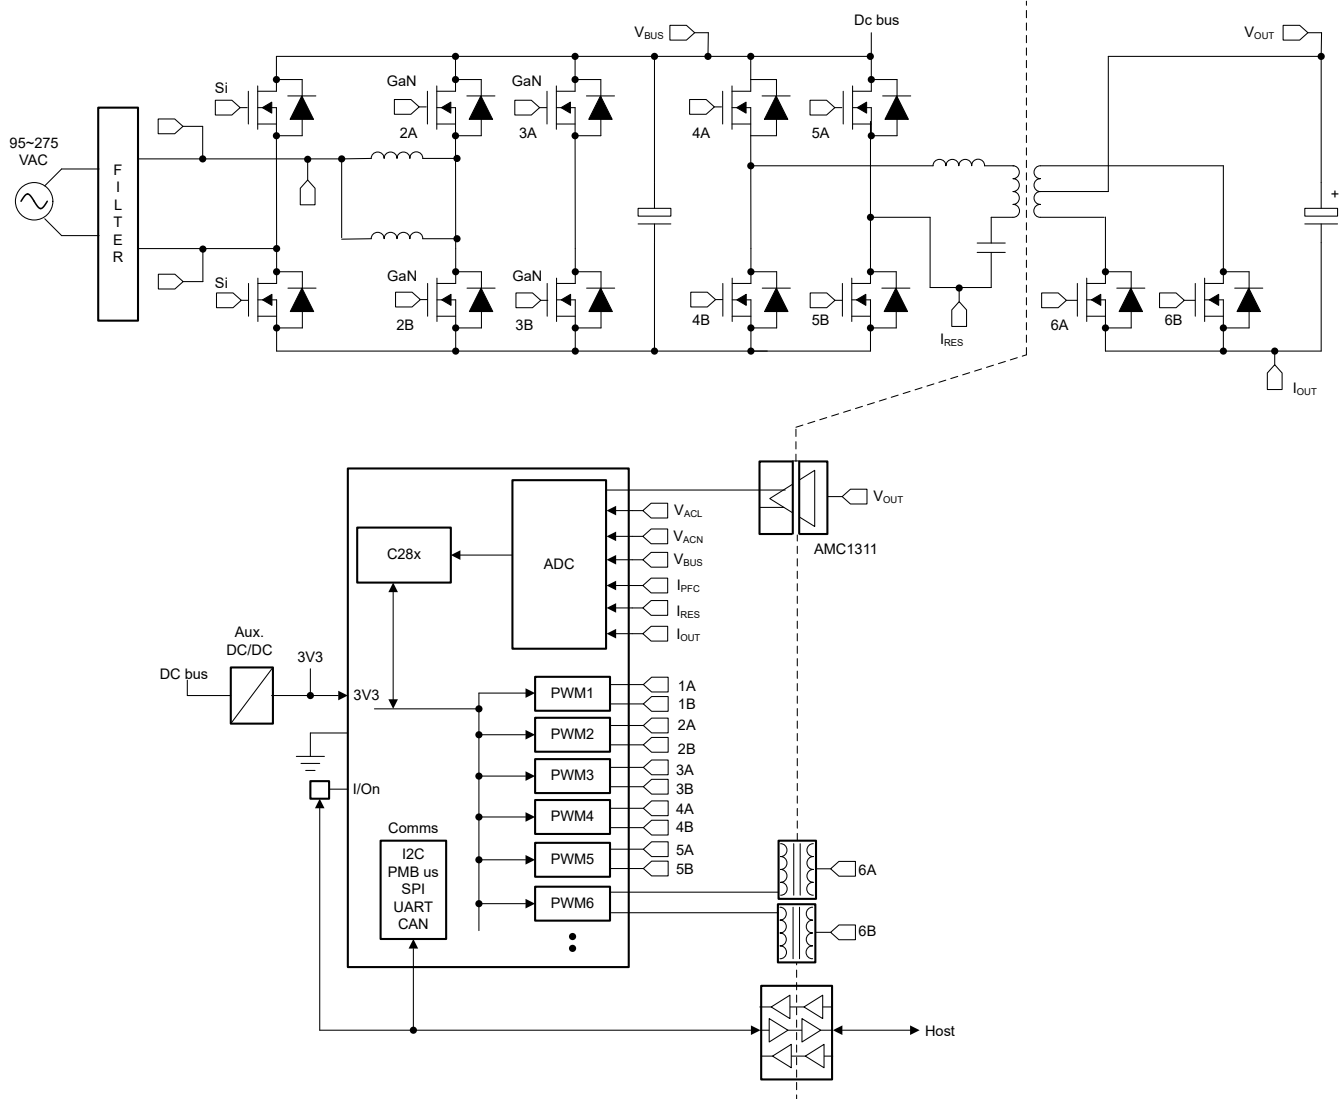 Dc bus
VBUS
VOUT
Si
GaN
GaN
2A
3A
4A
5A
95~275
VAC
FILTER
+
Si
GaN
GaN
2B
3B
4B
5B
6A
6B
IRES
IOUT
VOUT
AMC1311
C28x
ADC
VACL
VACN
VBUS
IPFC
IRES
IOUT
Aux.
DC/DC
3V3
DC bus
3V3
PWM1
1A
1B
PWM2
2A
2B
PWM3
3A
3B
I/On
PWM4
4A
4B
Comms
I2C
PMB us
SPI
UART
CAN
PWM5
5A
5B
PWM6
6A
6B
Host